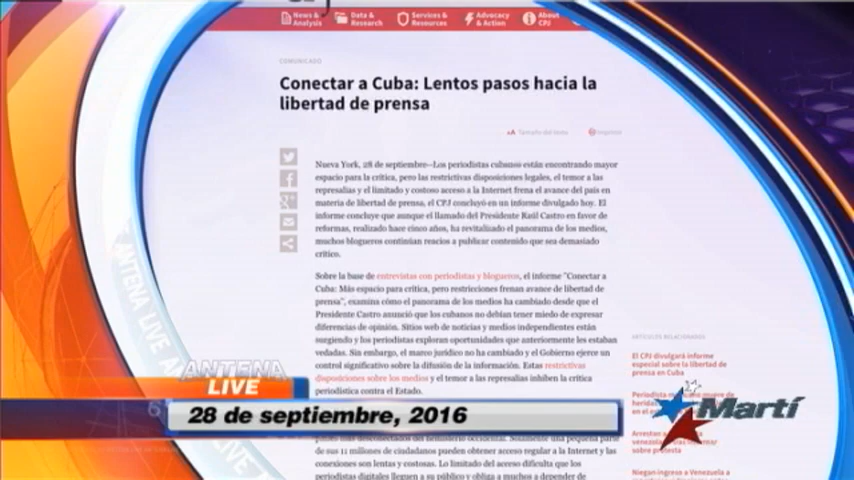 News & Analysis
Data & Research
Services & Resources
Advocacy & Action
About CPJ
COMUNICADO
Conectar a Cuba: Lentos pasos hacia la
libertad de prensa
AA Tamaño del texto
Imprimir
Nueva York, 28 de septiembre--Los periodistas cubanos están encontrando mayor
espacio para la crítica, pero las restrictivas disposiciones legales, el temor a las
represalias y el limitado y costoso acceso a la Internet frena el avance del país en
materia de libertad de prensa, el CPJ concluyó en un informe divulgado hoy. El
informe concluye que aunque el llamado del Presidente Raúl Castro en favor de
reformas, realizado hace cinco años, ha revitalizado el panorama de los medios,
muchos blogueros continúan reacios a publicar contenido que sea demasiado
crítico.
Sobre la base de entrevistas con periodistas y blogueros, el informe "Conectar a
Cuba: Más espacio para crítica, pero restricciones frenan avance de libertad de
prensa", examina cómo el panorama de los medios ha cambiado desde que el
Presidente Castro anunció que los cubanos no debían tener miedo de expresar
diferencias de opinión. Sitios web de noticias y medios independientes están
surgiendo y los periodistas exploran oportunidades que anteriormente les estaban
vedadas. Sin embargo, el marco jurídico no ha cambiado y el Gobierno ejerce un
control significativo sobre la difusión de la información. Estas restrictivas
disposiciones sobre los medios y el temor a las represalias inhiben la crítica
periodística contra el Estado.
ARTÍCULOS RELACIONADOS
El CPJ divulgará informe
especial sobre la libertad de
prensa en Cuba
ANTENA LIVE
ANTENA
LIVE
28 de septiembre, 2016
Martí
países más desconectados del hemisferio occidental. Solamente una pequeña parte
de sus 11 millones de ciudadanos pueden obtener acceso regular a la Internet y las
conexiones son lentas y costosas. Lo limitado del acceso dificulta que los
periodistas digitales lleguen a su público y obliga a muchos a depender de
Niegan ingreso a Venezuela a